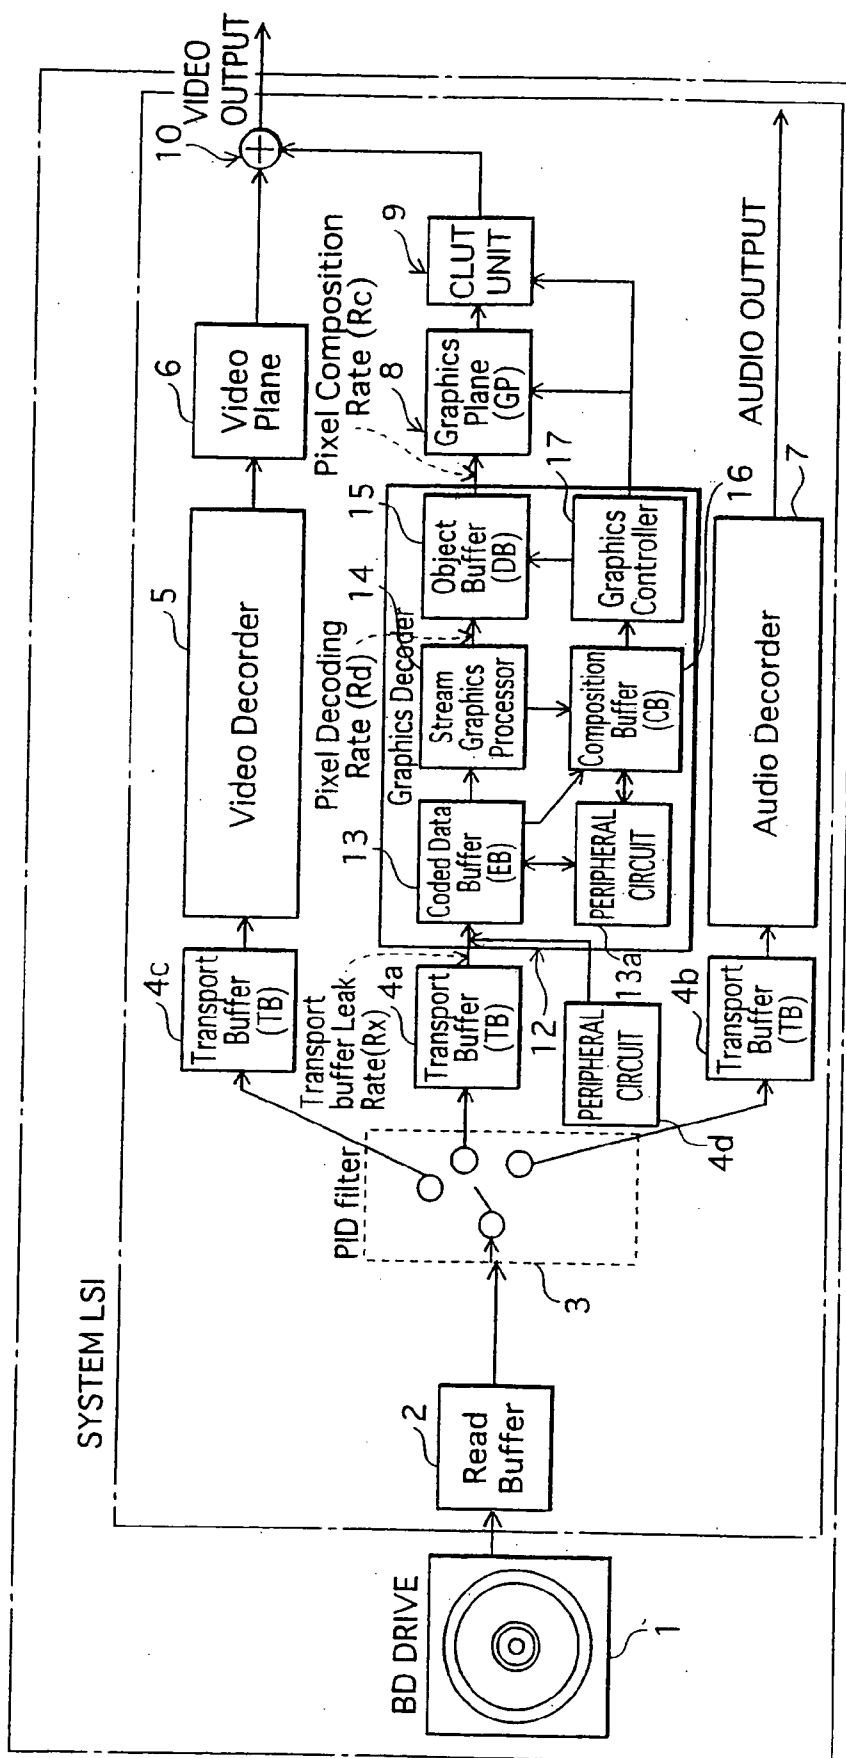 SYSTEM LSI
BD DRIVE
1
Read
Buffer
2
PID filter
3
4c
Transport
Buffer
(TB)
Transport
buffer Leak
Rate(Rx)
4a
Transport
Buffer
(TB)
12
PERIPHERAL
CIRCUIT
4d
4b
Transport
Buffer
(TB)
5
Video Decorder
6
Video
Plane
10
VIDEO
OUTPUT
Pixel Decoding
Rate (Rd)
Graphics Decoder
13
Coded Data
Buffer
(EB)
14
Stream
Graphics
Processor
15
Object
Buffer
(DB)
PERIPHERAL
CIRCUIT
13a
Composition
Buffer
(CB)
16
17
Graphics
Controller
Pixel Composition
Rate (Rc)
8
Graphics
Plane
(GP)
9
CLUT
UNIT
Audio Decorder
7
AUDIO OUTPUT